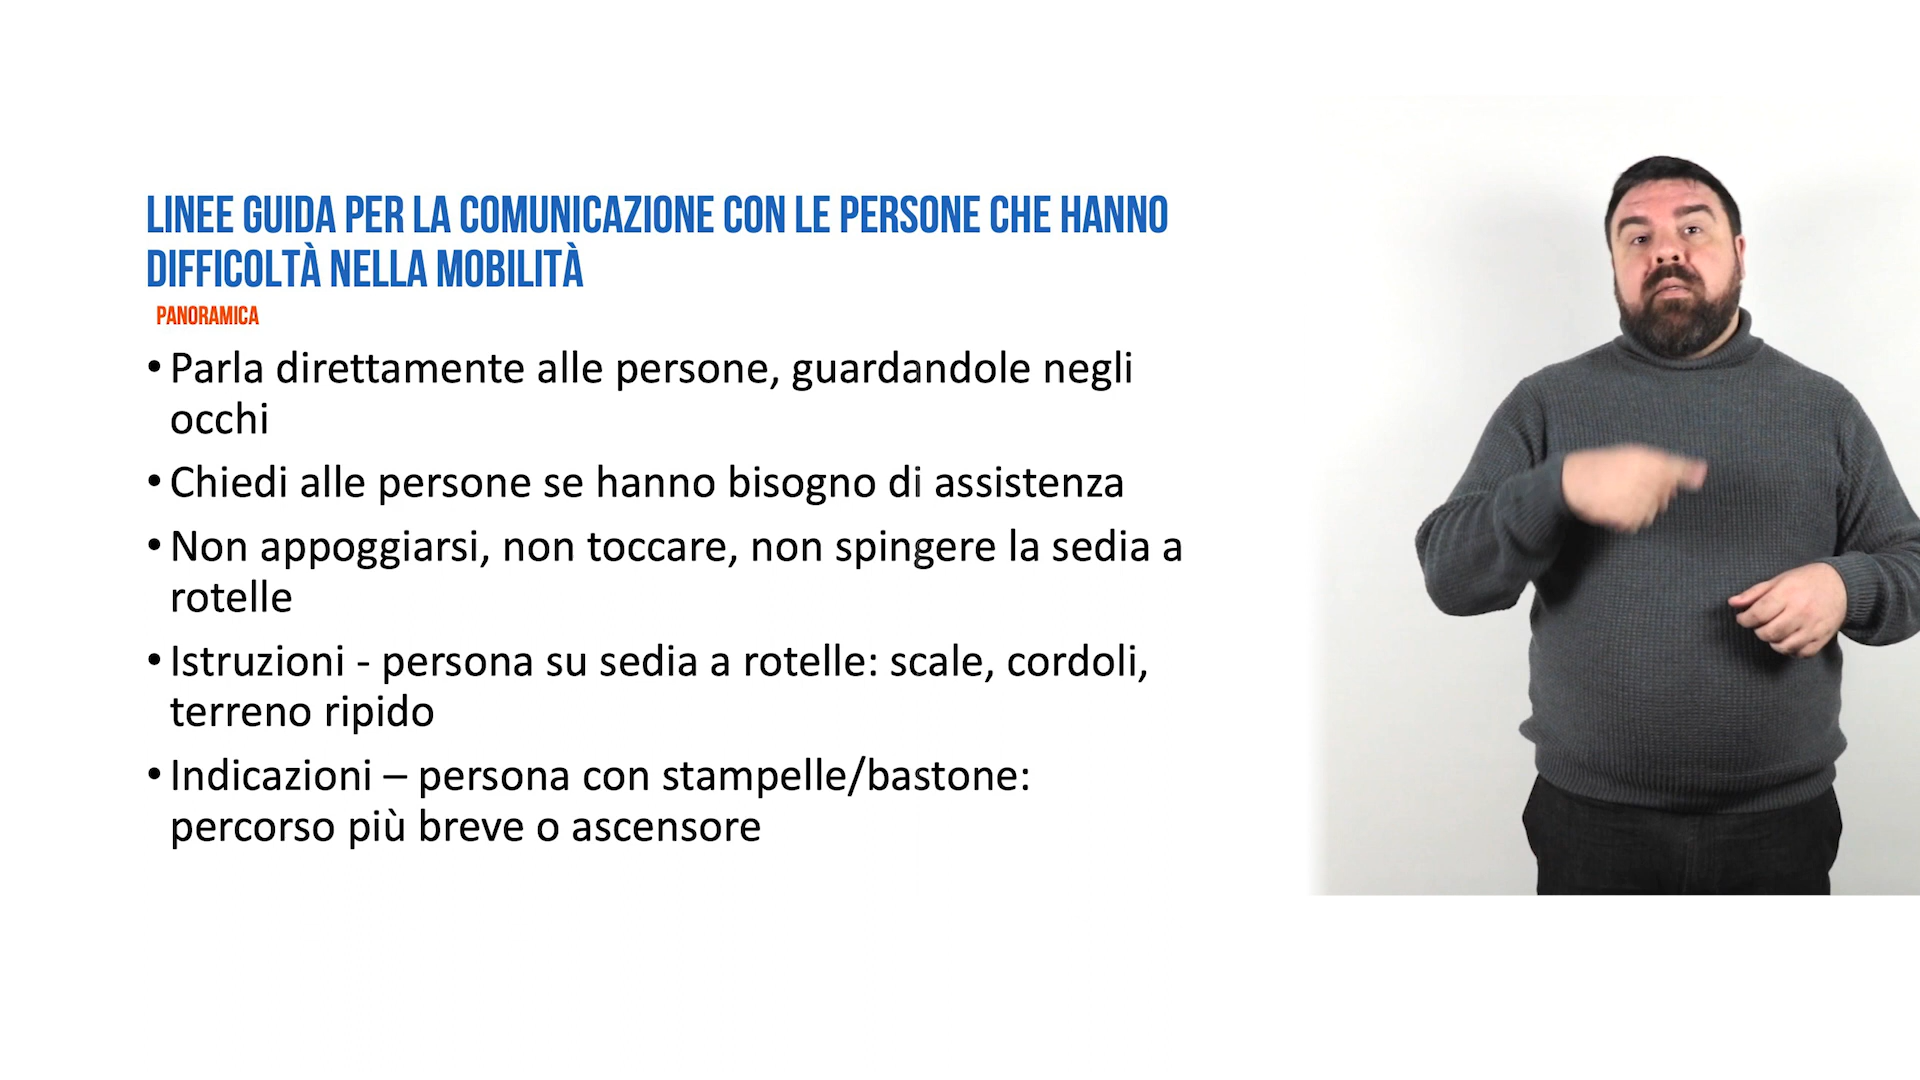 LINEE GUIDA PER LA COMUNICAZIONE CON LE PERSONE CHE HANNO
DIFFICOLTÀ NELLA MOBILITÀ
PANORAMICA
• Parla direttamente alle persone, guardandole negli
occhi
• Chiedi alle persone se hanno bisogno di assistenza
• Non appoggiarsi, non toccare, non spingere la sedia a
rotelle
• Istruzioni - persona su sedia a rotelle: scale, cordoli,
terreno ripido
• Indicazioni – persona con stampelle/bastone:
percorso più breve o ascensore